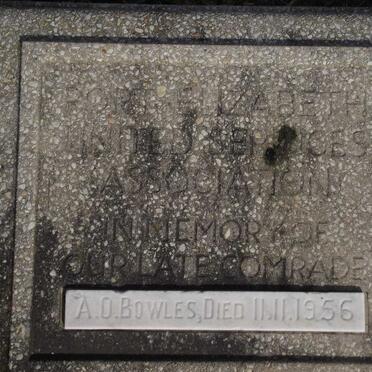 PORT ELIZABETH
UNITED SERVICES
ASSOCIATION
IN MEMORY OF
OUR LATE COMRADE
A.O. BOWLES, DIED 11.11.1956